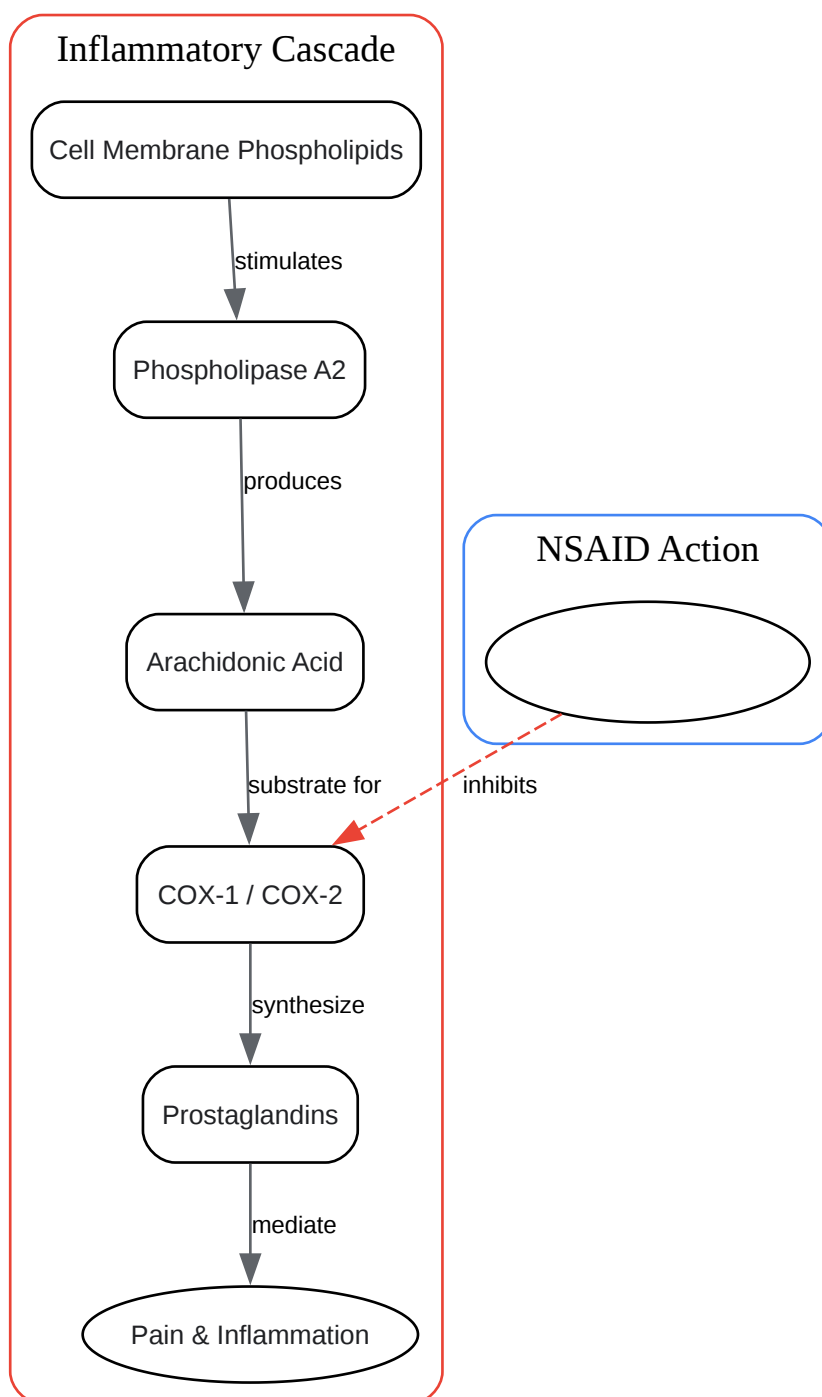 Inflammatory Cascade
Cell Membrane Phospholipids
stimulates
Phospholipase A2
produces
NSAID Action
Arachidonic Acid
substrate for
inhibits
COX-1 / COX-2
synthesize
Prostaglandins
mediate
Pain & Inflammation